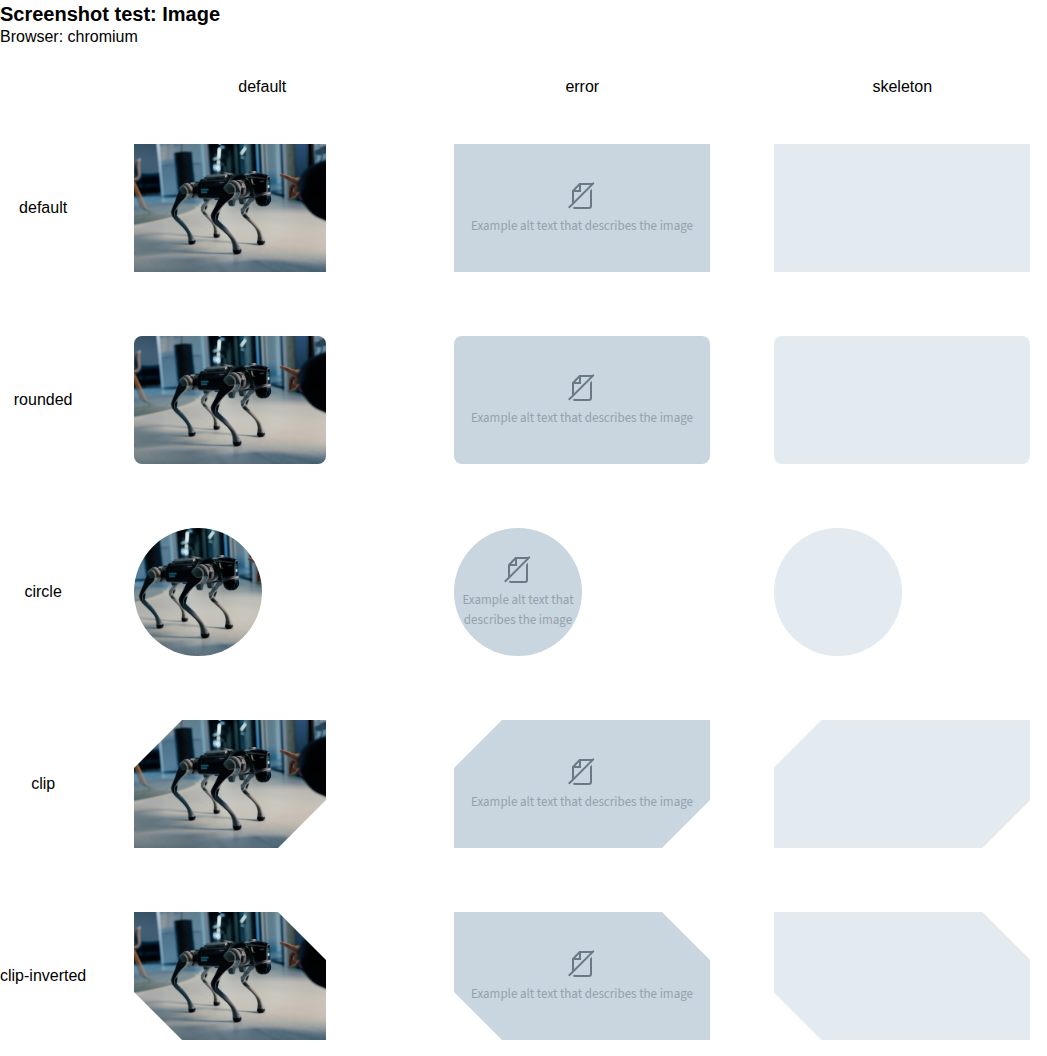 Screenshot test: Image
Browser: chromium
default error skeleton
default
Example alt text that describes the image
rounded
Example alt text that describes the image
circle
Example alt text that
describes the image
clip
Example alt text that describes the image
clip-inverted
Example alt text that describes the image